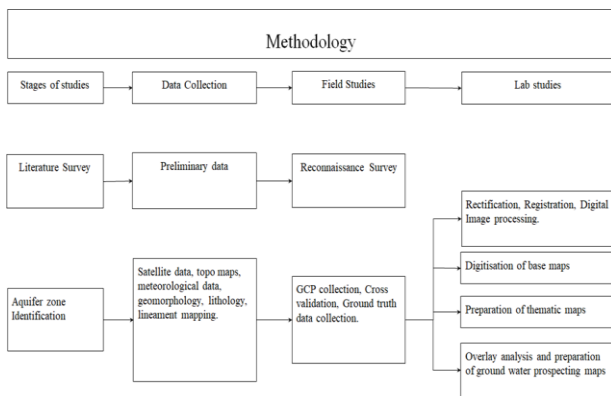 Methodology
Stages of studies
Data Collection
Field Studies
Lab studies
Literature Survey
Preliminary data
Reconnaissance Survey
Aquifer zone
Identification
Satellite data, topo maps,
meteorological data,
geomorphology, lithology,
lineament mapping.
GCP collection, Cross
validation, Ground truth
data collection.
Rectification, Registration, Digital
Image processing.
Digitisation of base maps
Preparation of thematic maps
Overlay analysis and preparation
of ground water prospecting maps